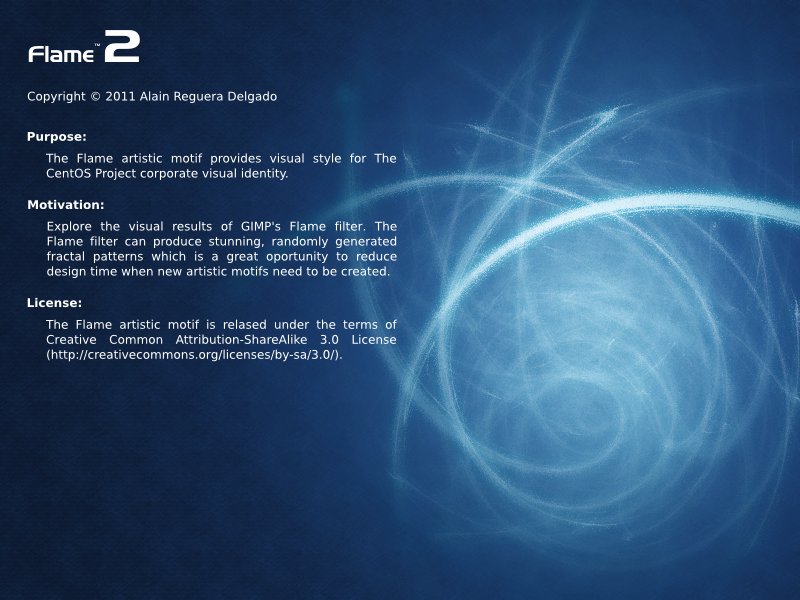 Flame™ 2
Copyright © 2011 Alain Reguera Delgado
Purpose:
The Flame artistic motif provides visual style for The
CentOS Project corporate visual identity.
Motivation:
Explore the visual results of GIMP's Flame filter. The
Flame filter can produce stunning, randomly generated
fractal patterns which is a great oportunity to reduce
design time when new artistic motifs need to be created.
License:
The Flame artistic motif is relased under the terms of
Creative Common Attribution-ShareAlike 3.0 License
(http://creativecommons.org/licenses/by-sa/3.0/).